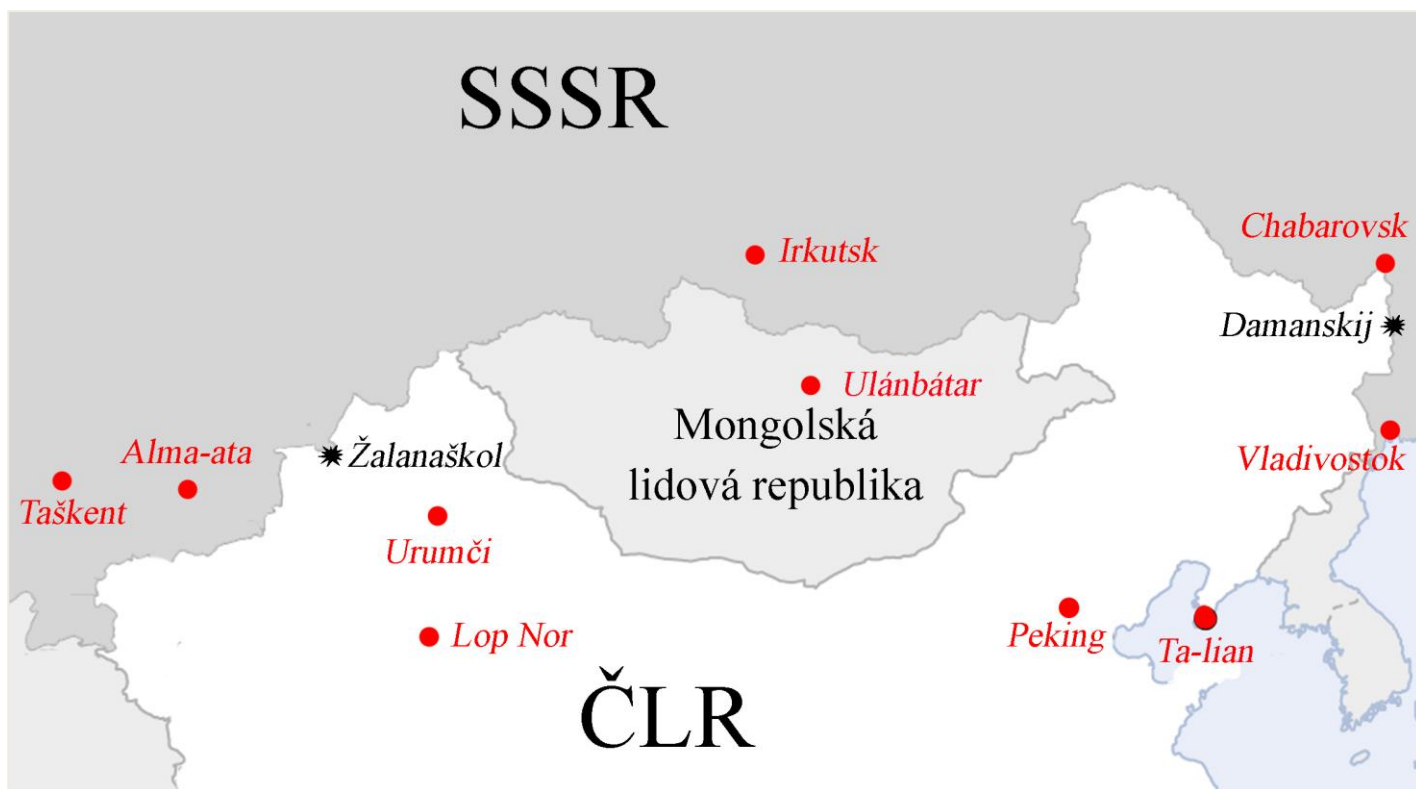 SSSR
Chabarovsk
Irkutsk
Damanskij
Ulánbátar
Mongolská
lidová republika
Alma-ata
Žalanaškol
Vladivostok
Taškent
Urumči
Lop Nor
Peking
Ta-lian
ČLR